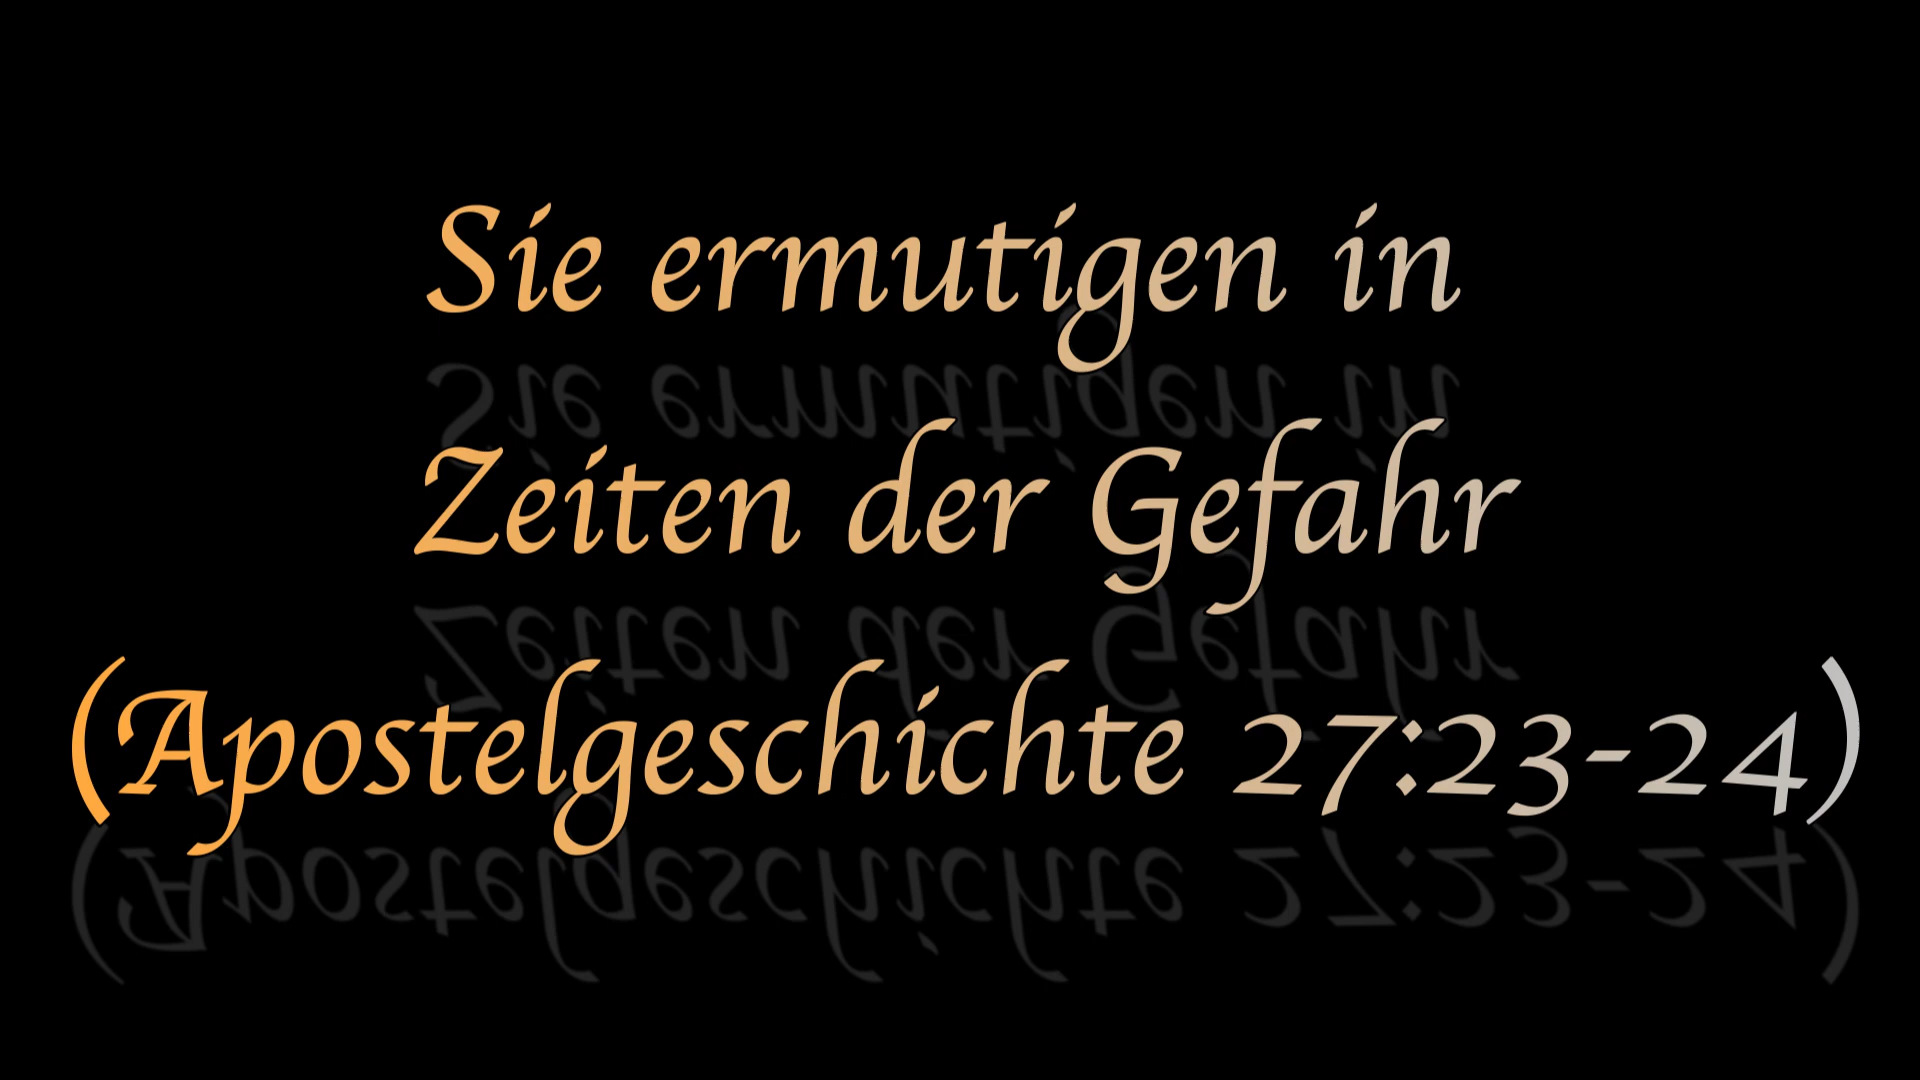 Sie ermutigen in
Zeiten der Gefahr
(Apostelgeschichte 27:23-24)